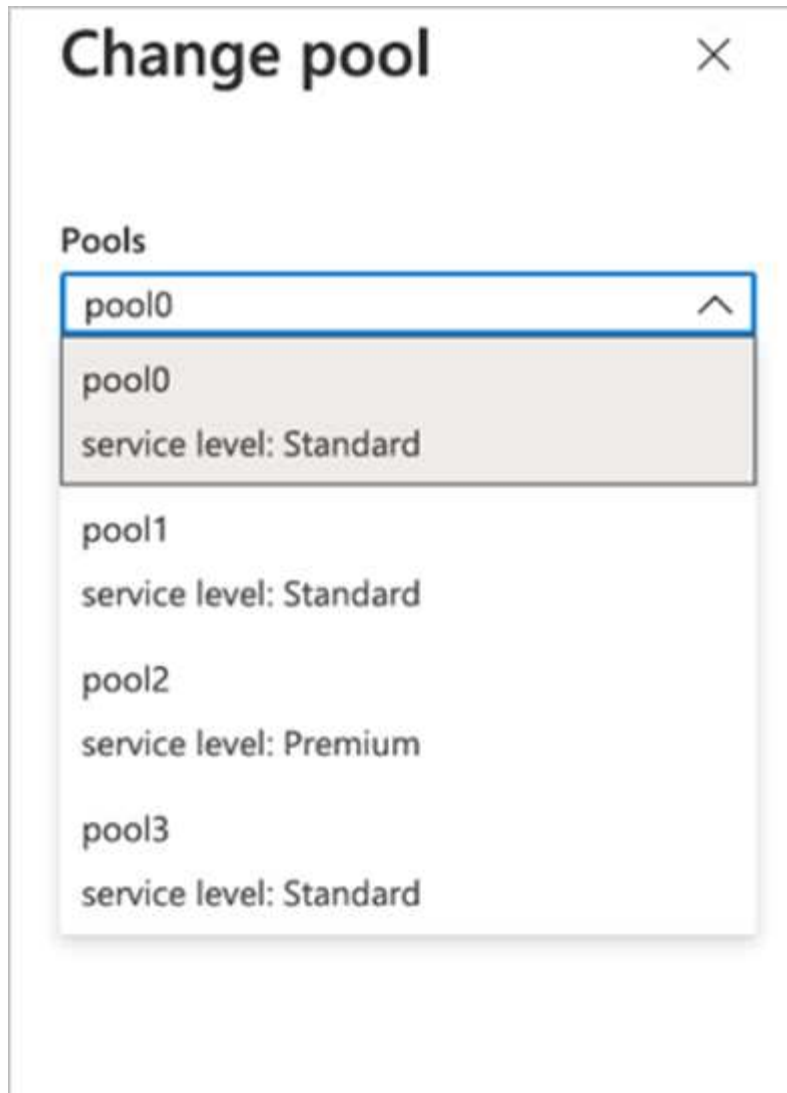 Change pool
Pools
pool0
pool0
service level: Standard
pool1
service level: Standard
pool2
service level: Premium
pool3
service level: Standard